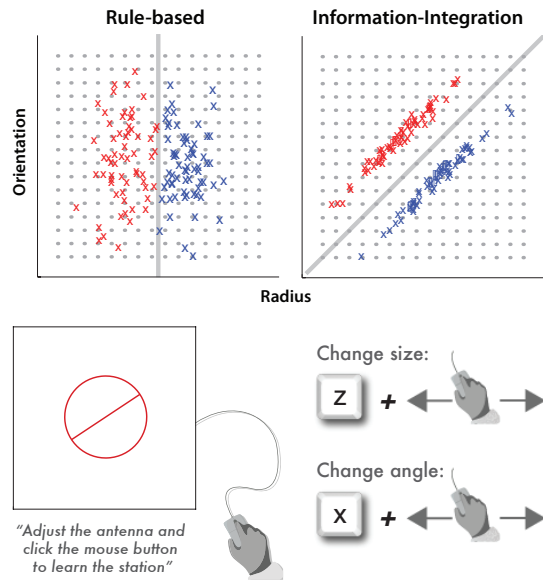 Rule-based
Information-Integration
Orientation
Radius
Change size:
Z +
Change angle:
X +
“Adjust the antenna and
click the mouse button
to learn the station”